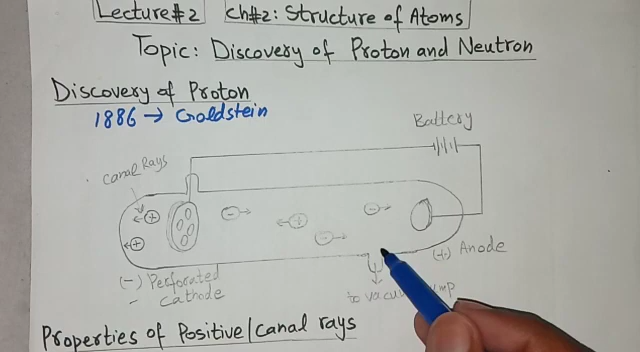 Lecture#2 Ch#2: Structure of Atoms
Topic: Discovery of Proton and Neutron
Discovery of Proton
1886 → Goldstein
Battery
Canal Rays
(+) Anode
(-) Perforated
cathode
to
Properties of Positive/canal rays